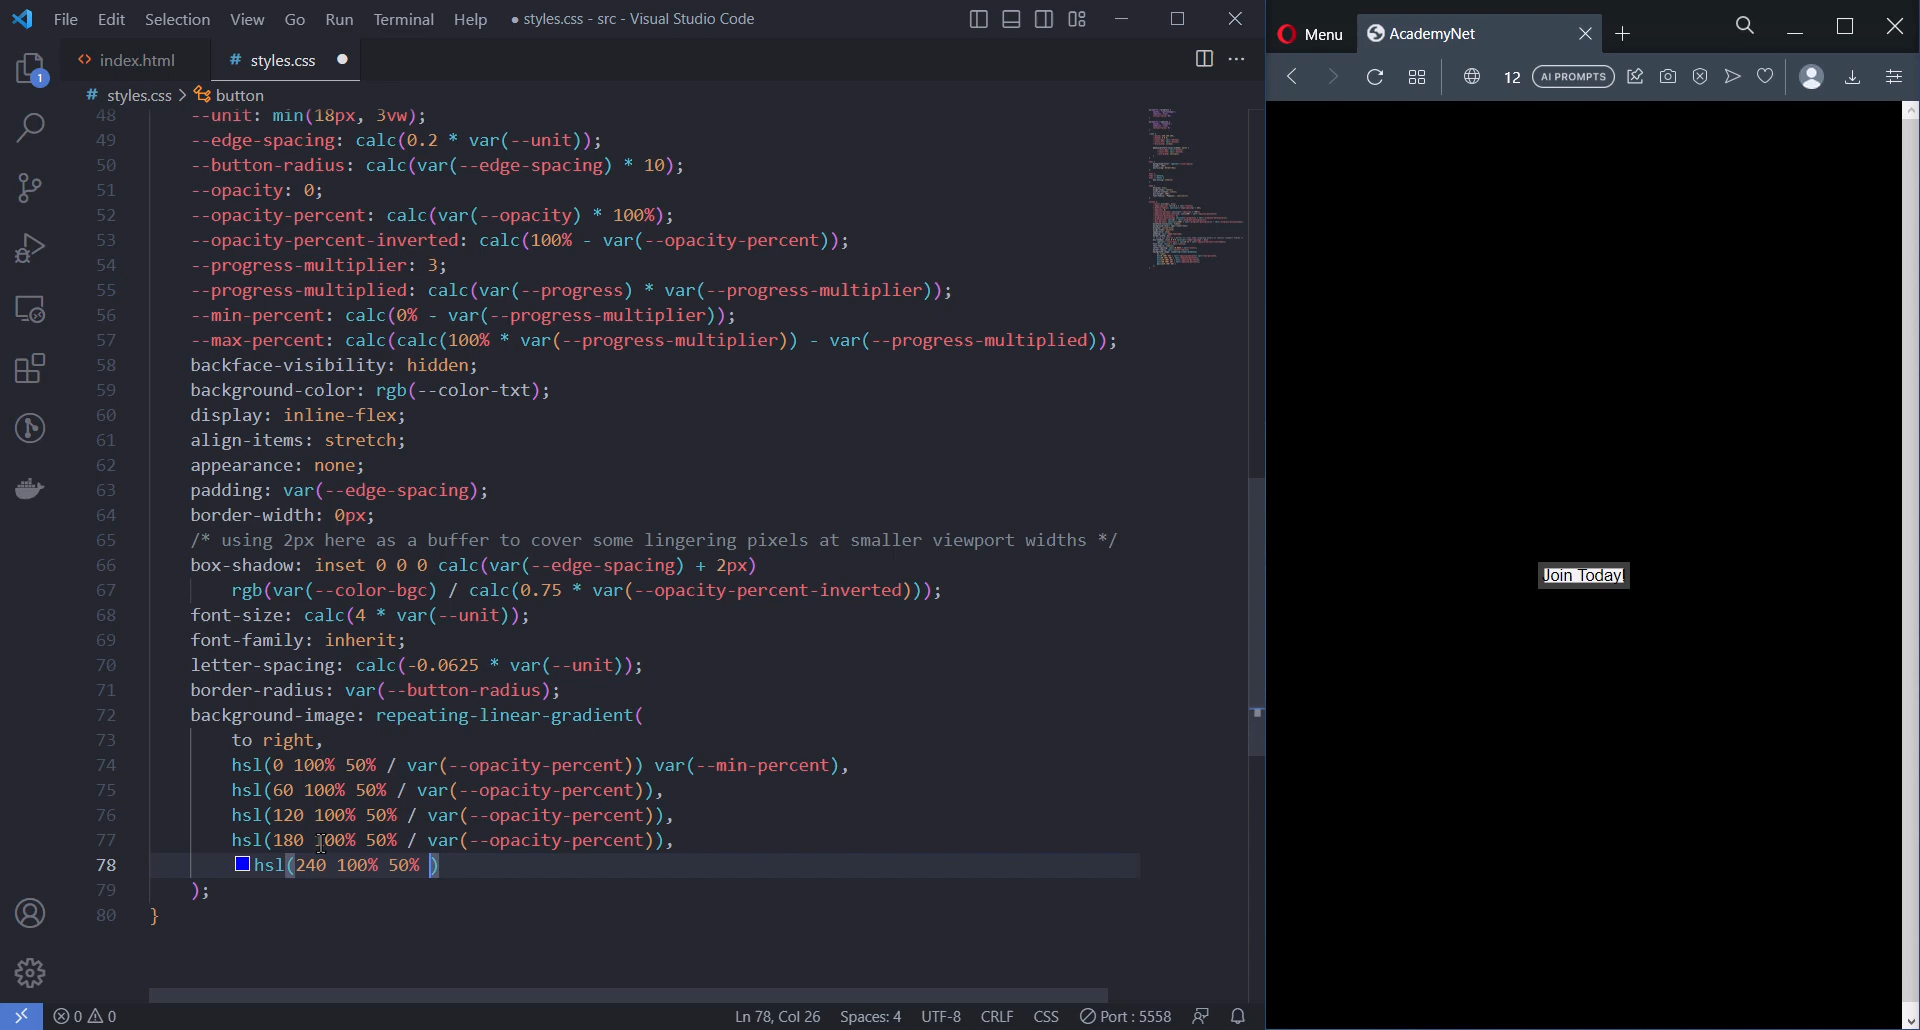 File Edit Selection View Go Run Terminal Help
● styles.css - src - Visual Studio Code
<> index.html
# styles.css ●
# styles.css > button
48 --unit: min(18px, 3vw);
49 --edge-spacing: calc(0.2 * var(--unit));
50 --button-radius: calc(var(--edge-spacing) * 10);
51 --opacity: 0;
52 --opacity-percent: calc(var(--opacity) * 100%);
53 --opacity-percent-inverted: calc(100% - var(--opacity-percent));
54 --progress-multiplier: 3;
55 --progress-multiplied: calc(var(--progress) * var(--progress-multiplier));
56 --min-percent: calc(0% - var(--progress-multiplier));
57 --max-percent: calc(calc(100% * var(--progress-multiplier)) - var(--progress-multiplied));
58 backface-visibility: hidden;
59 background-color: rgb(--color-txt);
60 display: inline-flex;
61 align-items: stretch;
62 appearance: none;
63 padding: var(--edge-spacing);
64 border-width: 0px;
65 /* using 2px here as a buffer to cover some lingering pixels at smaller viewport widths */
66 box-shadow: inset 0 0 0 calc(var(--edge-spacing) + 2px)
67 rgb(var(--color-bgc) / calc(0.75 * var(--opacity-percent-inverted)));
68 font-size: calc(4 * var(--unit));
69 font-family: inherit;
70 letter-spacing: calc(-0.0625 * var(--unit));
71 border-radius: var(--button-radius);
72 background-image: repeating-linear-gradient(
73 to right,
74 hsl(0 100% 50% / var(--opacity-percent)) var(--min-percent),
75 hsl(60 100% 50% / var(--opacity-percent)),
76 hsl(120 100% 50% / var(--opacity-percent)),
77 hsl(180 100% 50% / var(--opacity-percent)),
78 hsl(240 100% 50% )
79 );
80 }
1
0 0
Ln 78, Col 26 Spaces: 4 UTF-8 CRLF CSS Port : 5558
Menu
AcademyNet
12 AI PROMPTS
Join Today!